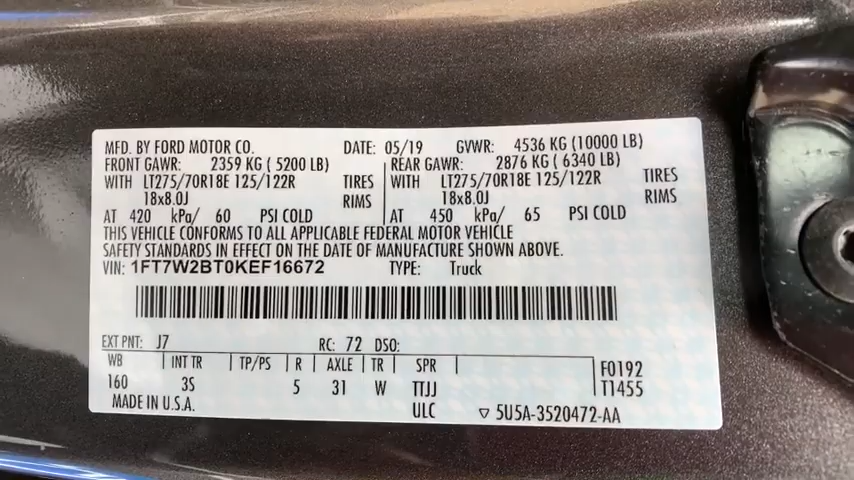 MFD. BY FORD MOTOR CO. DATE: 05/19 GVWR: 4536 KG (10000 LB)
FRONT GAWR: 2359 KG ( 5200 LB) REAR GAWR: 2876 KG ( 6340 LB)
WITH LT275/70R18E 125/122R TIRES WITH LT275/70R18E 125/122R TIRES
18x8.0J RIMS 18x8.0J RIMS
AT 420 kPa/ 60 PSI COLD AT 450 kPa/ 65 PSI COLD
THIS VEHICLE CONFORMS TO ALL APPLICABLE FEDERAL MOTOR VEHICLE
SAFETY STANDARDS IN EFFECT ON THE DATE OF MANUFACTURE SHOWN ABOVE.
VIN: 1FT7W2BT0KEF16672 TYPE: Truck
EXT PNT: J7 RC: 72 DSO:
WB INT TR TP/PS R AXLE TR SPR F0192
160 3S 5 31 W TTJJ T1455
MADE IN U.S.A. ULC ▽ 5U5A-3520472-AA